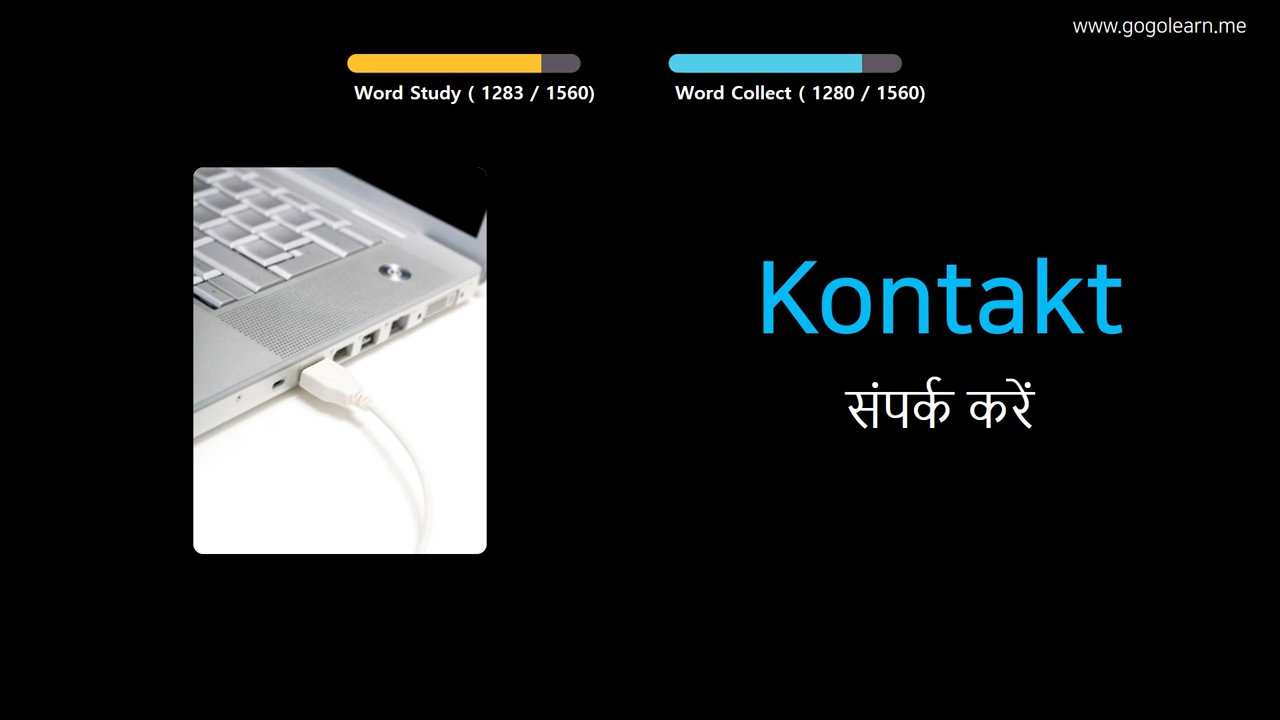 www.gogolearn.me
Word Study ( 1283 / 1560)
Word Collect ( 1280 / 1560)
Kontakt
संपर्क करें